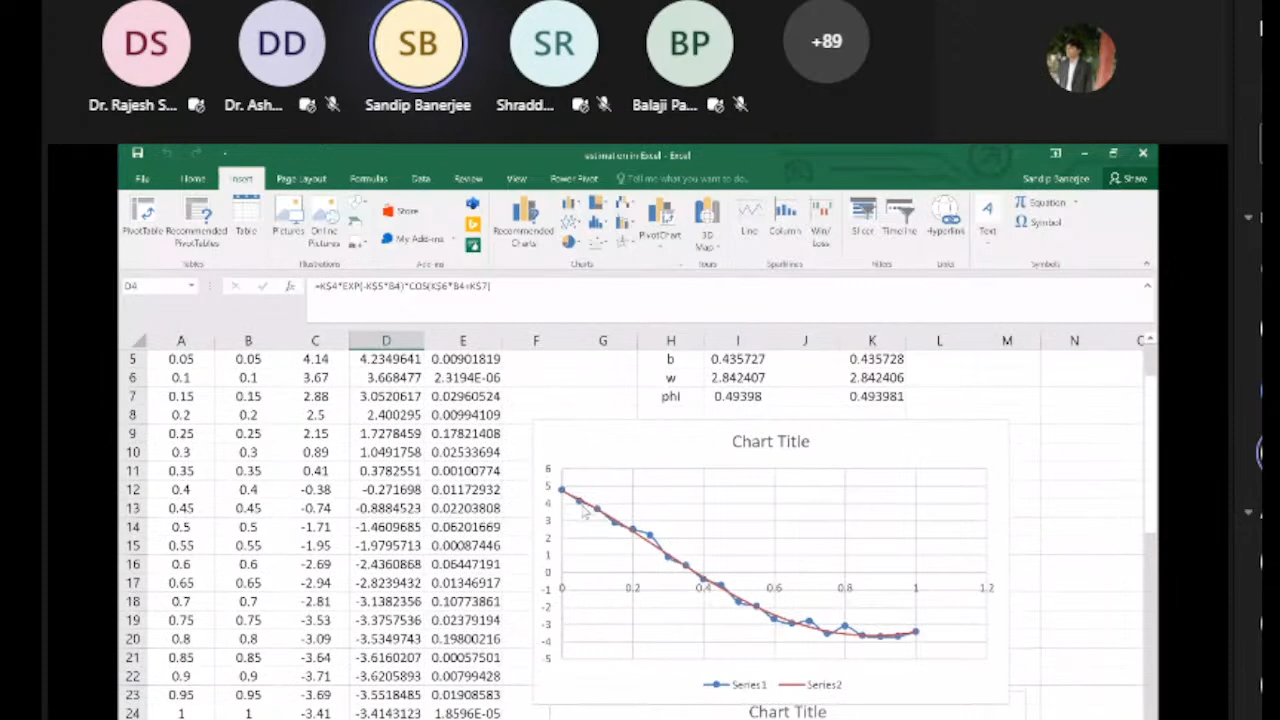 DS DD SB SR BP +89
Dr. Rajesh S... Dr. Ash... Sandip Banerjee Shradd... Balaji Pa...
estimation in Excel - Excel
File Home Insert Page Layout Formulas Data Review View Power Pivot Tell me what you want to do... Sandip Banerjee Share
PivotTable Recommended PivotTables Table Pictures Online Pictures Store My Add-ins Recommended Charts PivotChart 3D Map Line Column Win/Loss Slicer Timeline Hyperlink Text Equation Symbol
Tables Illustrations Add-ins Charts Tours Sparklines Filters Links Symbols
D4 fx =K$4*EXP(-K$5*B4)*COS(K$6*B4+K$7)
A B C D E F G H I J K L M N
5 0.05 0.05 4.14 4.2349641 0.00901819 b 0.435727 0.435728
6 0.1 0.1 3.67 3.668477 2.3194E-06 w 2.842407 2.842406
7 0.15 0.15 2.88 3.0520617 0.02960524 phi 0.49398 0.493981
8 0.2 0.2 2.5 2.400295 0.00994109
9 0.25 0.25 2.15 1.7278459 0.17821408
10 0.3 0.3 0.89 1.0491758 0.02533694
11 0.35 0.35 0.41 0.3782551 0.00100774
12 0.4 0.4 -0.38 -0.271698 0.01172932
13 0.45 0.45 -0.74 -0.8884523 0.02203808
14 0.5 0.5 -1.71 -1.4609685 0.06201669
15 0.55 0.55 -1.95 -1.9795713 0.00087446
16 0.6 0.6 -2.69 -2.4360868 0.06447191
17 0.65 0.65 -2.94 -2.8239432 0.01346917
18 0.7 0.7 -2.81 -3.1382356 0.10773861
19 0.75 0.75 -3.53 -3.3757536 0.02379194
20 0.8 0.8 -3.09 -3.5349743 0.19800216
21 0.85 0.85 -3.64 -3.6160207 0.00057501
22 0.9 0.9 -3.71 -3.6205893 0.00799428
23 0.95 0.95 -3.69 -3.5518485 0.01908583
24 1 1 -3.41 -3.4143123 1.8596E-05
Chart Title
6
5
4
3
2
1
0
-1
-2
-3
-4
-5
0 0.2 0.4 0.6 0.8 1 1.2
Series1 Series2
Chart Title